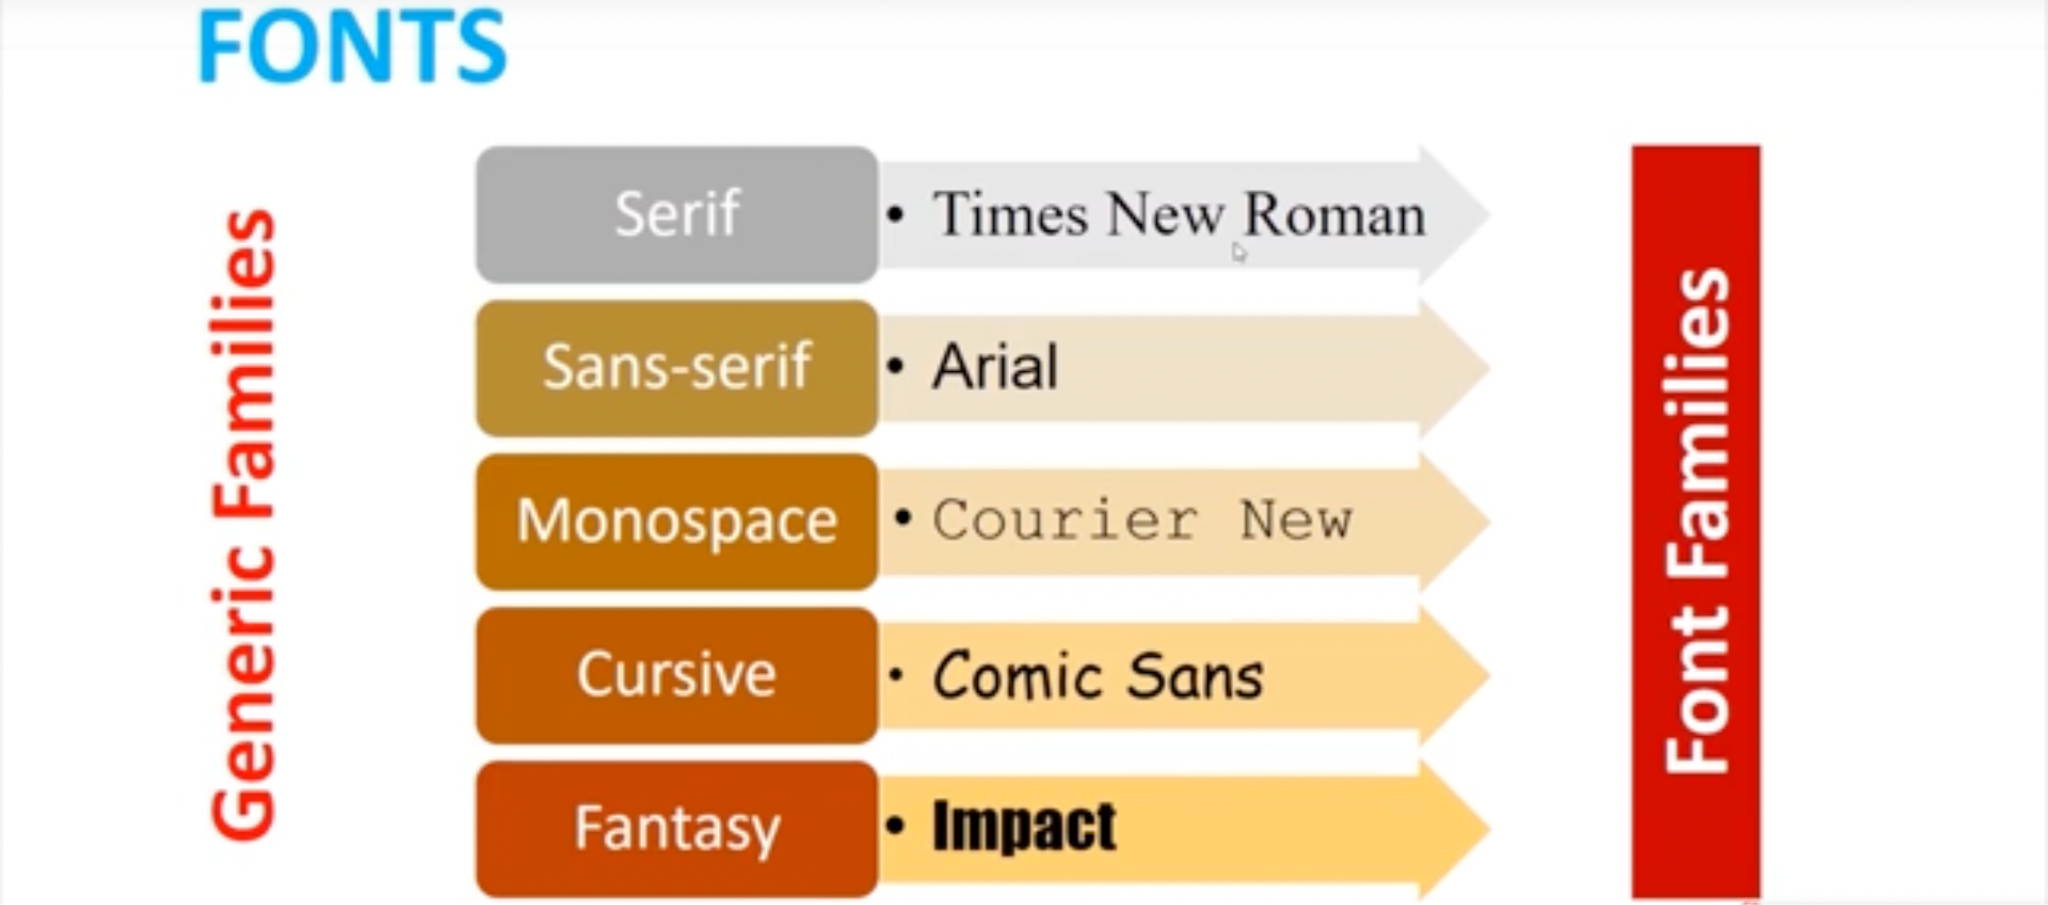 FONTS
Generic Families
Serif
• Times New Roman
Sans-serif
• Arial
Monospace
• Courier New
Cursive
• Comic Sans
Fantasy
• Impact
Font Families